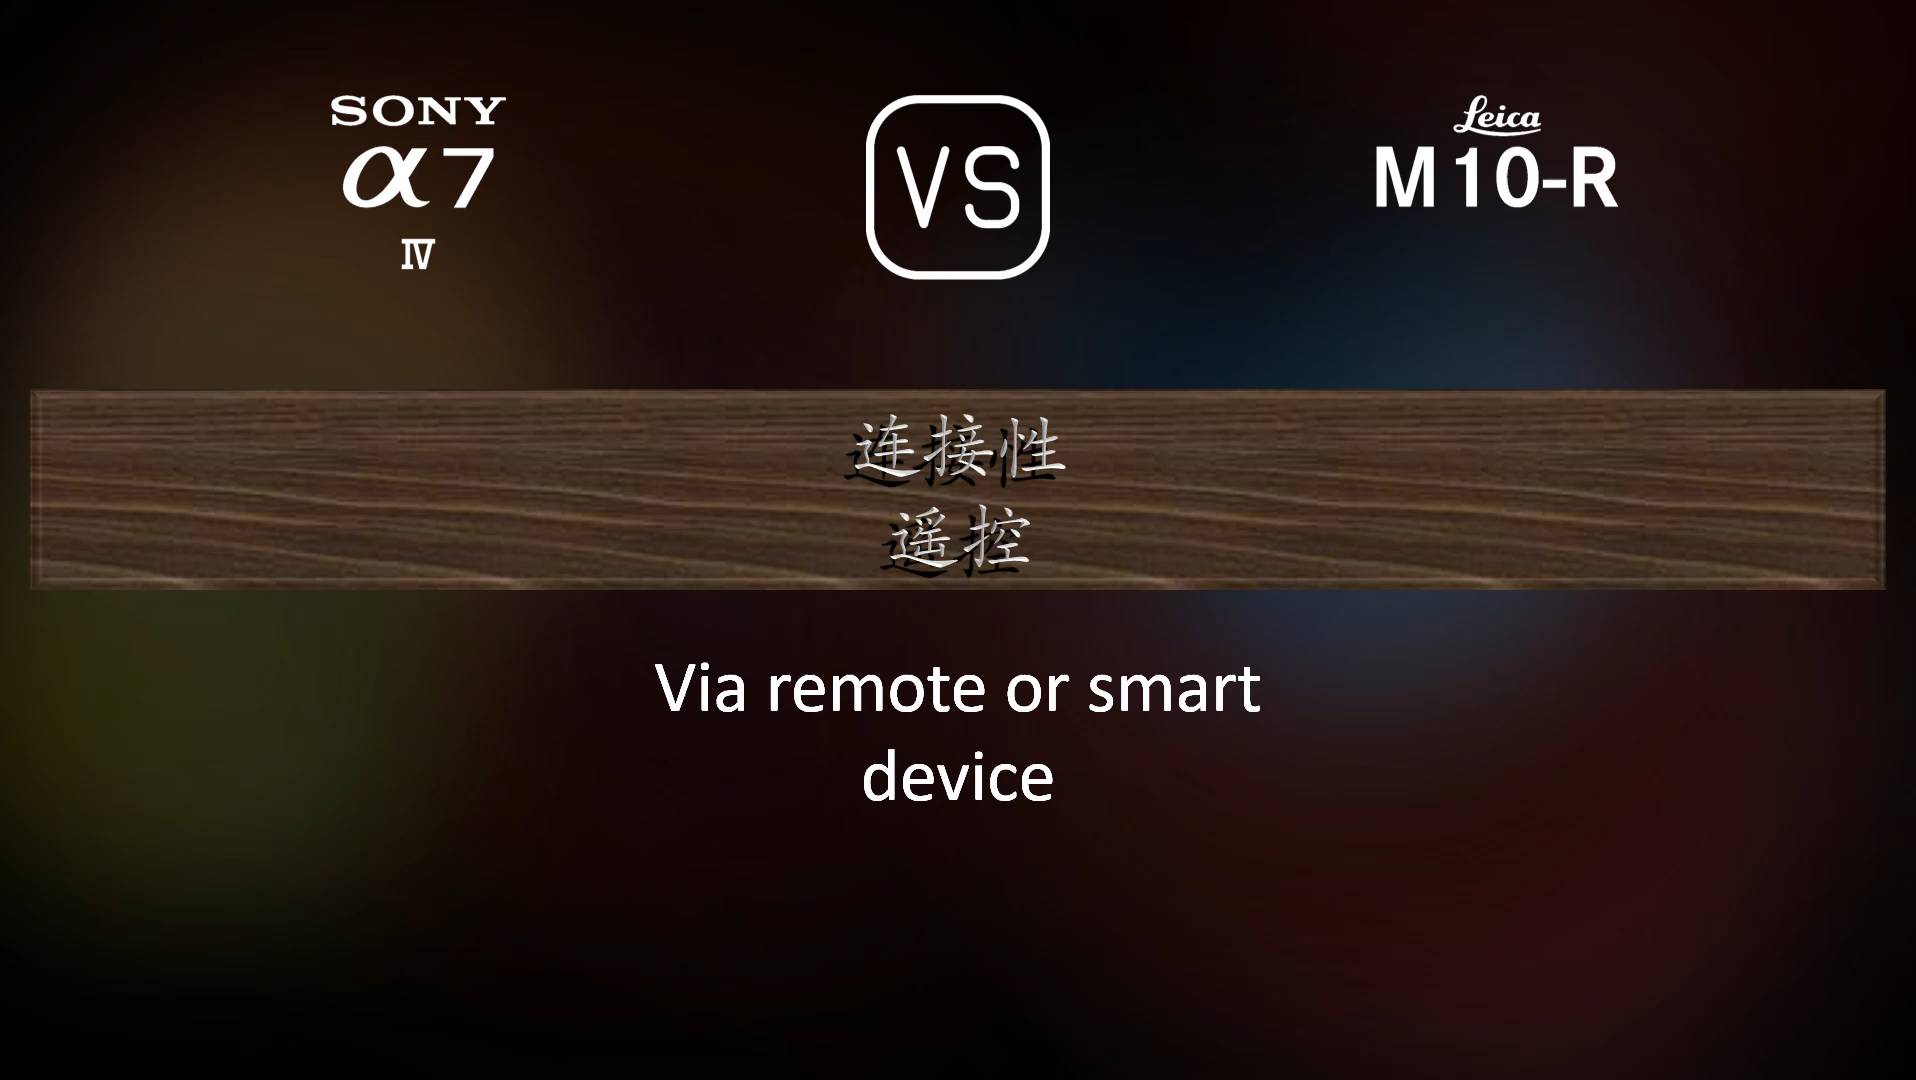 SONY
α7
IV
VS
Leica
M10-R
连接性
遥控
Via remote or smart
device